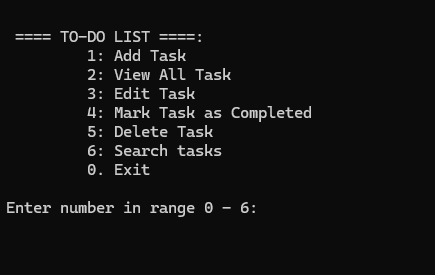 ==== TO-DO LIST ====:
1: Add Task
2: View All Task
3: Edit Task
4: Mark Task as Completed
5: Delete Task
6: Search tasks
0. Exit
Enter number in range 0 - 6: